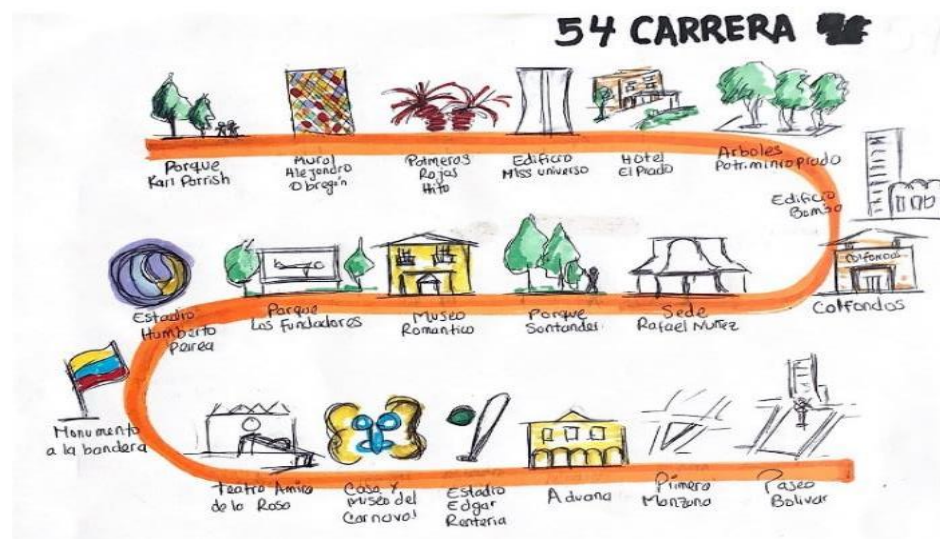 54 CARRERA
Parque
Karl Parrish
Mural
Alejandro
Obregón
Palmeras
Rojas
Hito
Edificio
Miss universo
Hotel
El Prado
Arboles
Patriminio prado
Edificio
COLFONDOS
Colfondos
Sede
Rafael Nuñez
Parque
Santander
Museo
Romantico
Parque
Los Fundadores
Estadio
Humberto
Perea
Monumento
a la bandera
Teatro Amira
de la Rosa
Casa y
museo del
Carnaval
Estadio
Edgar
Renteria
Aduana
Primera
Manzana
Paseo
Bolivar